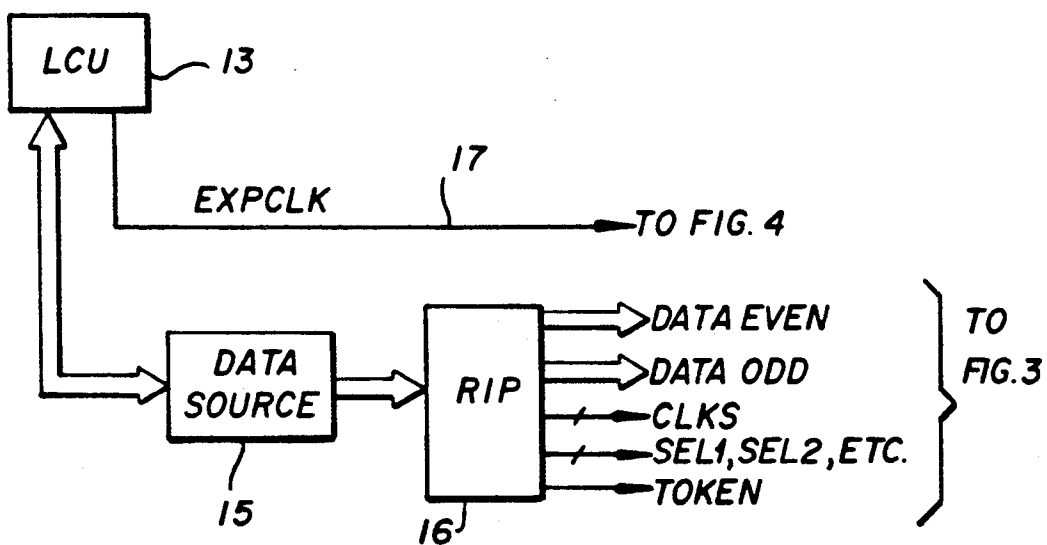 LCU
13
17
EXPCLK
TO FIG. 4
DATA EVEN
DATA ODD
CLKS
SEL1, SEL2, ETC.
TOKEN
TO
FIG. 3
DATA
SOURCE
RIP
15
16